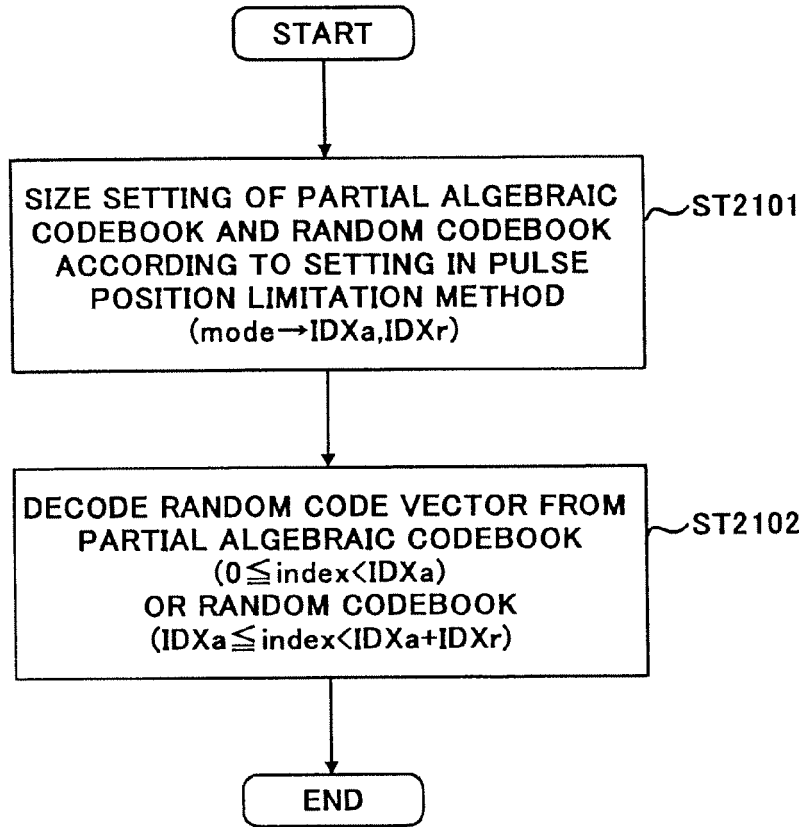 START
SIZE SETTING OF PARTIAL ALGEBRAIC
CODEBOOK AND RANDOM CODEBOOK
ACCORDING TO SETTING IN PULSE
POSITION LIMITATION METHOD
(mode→IDXa,IDXr)
ST2101
DECODE RANDOM CODE VECTOR FROM
PARTIAL ALGEBRAIC CODEBOOK
(0≦index<IDXa)
OR RANDOM CODEBOOK
(IDXa≦index<IDXa+IDXr)
ST2102
END